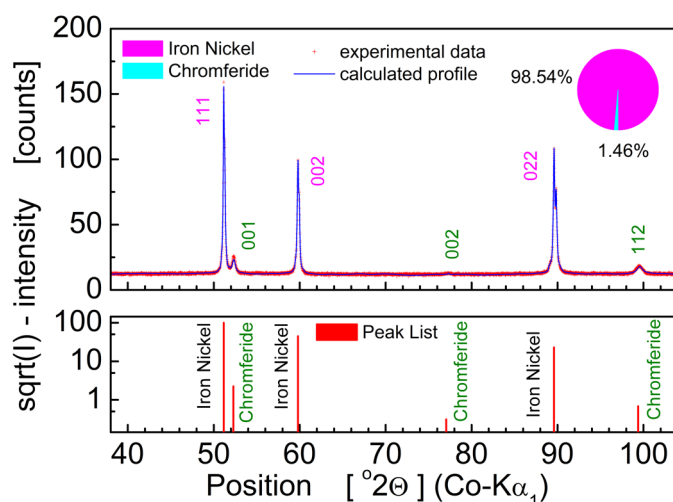 200
150
100
50
0
sqrt(I) - intensity [counts]
Iron Nickel
Chromferide
experimental data
calculated profile
98.54%
1.46%
111
001
002
002
022
112
100
10
1
Iron Nickel
Chromferide
Iron Nickel
Peak List
Chromferide
Iron Nickel
Chromferide
40 50 60 70 80 90 100
Position [ °2Θ ] (Co-Kα₁)